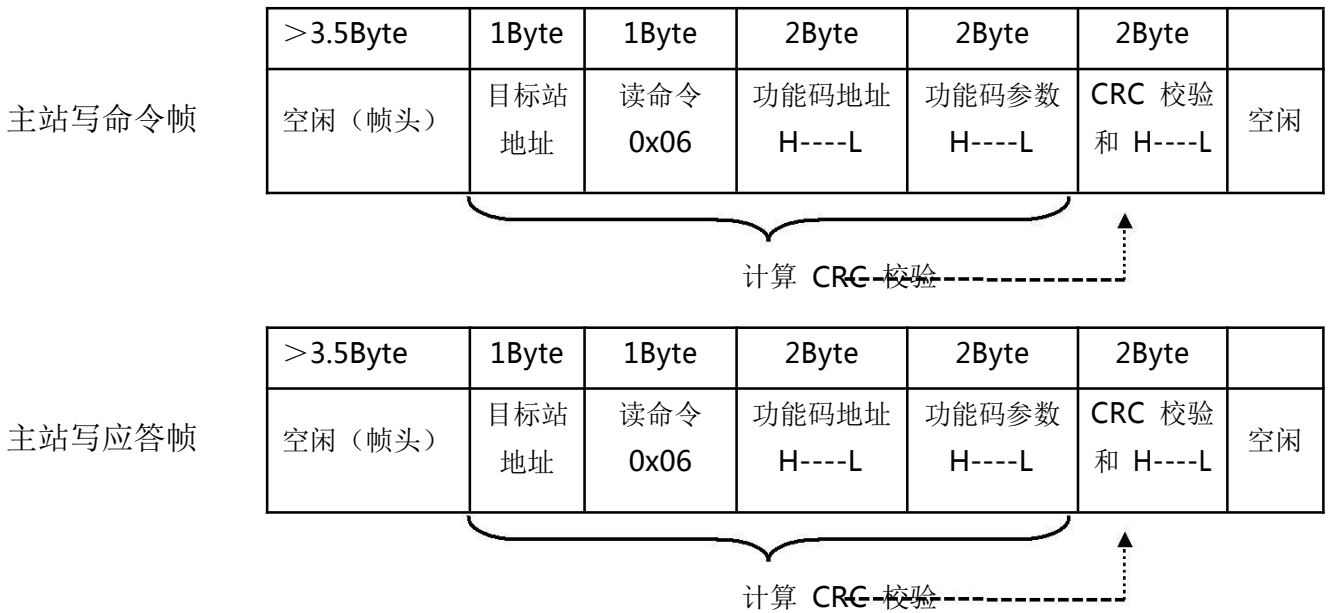 ＞3.5Byte 1Byte 1Byte 2Byte 2Byte 2Byte
主站写命令帧
空闲（帧头）
目标站
地址
读命令
0x06
功能码地址
H----L
功能码参数
H----L
CRC 校验
和 H----L
空闲
计算 CRC 校验
＞3.5Byte 1Byte 1Byte 2Byte 2Byte 2Byte
主站写应答帧
空闲（帧头）
目标站
地址
读命令
0x06
功能码地址
H----L
功能码参数
H----L
CRC 校验
和 H----L
空闲
计算 CRC 校验